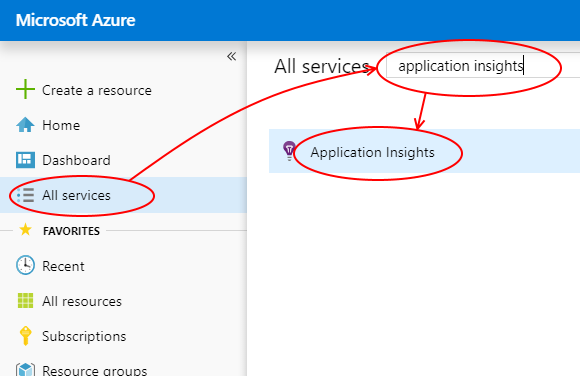 Microsoft Azure
«
Create a resource
Home
Dashboard
All services
FAVORITES
Recent
All resources
Subscriptions
Resource groups
All services
application insights
Application Insights